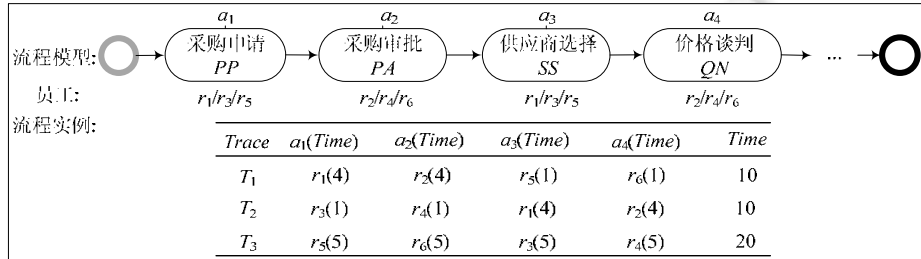 a1 a2 a3 a4
流程模型: 采购申请 采购审批 供应商选择 价格谈判
PP PA SS QN ...
员工: r1/r3/r5 r2/r4/r6 r1/r3/r5 r2/r4/r6
流程实例:
Trace a1(Time) a2(Time) a3(Time) a4(Time) Time
T1 r1(4) r2(4) r5(1) r6(1) 10
T2 r3(1) r4(1) r1(4) r2(4) 10
T3 r5(5) r6(5) r3(5) r4(5) 20